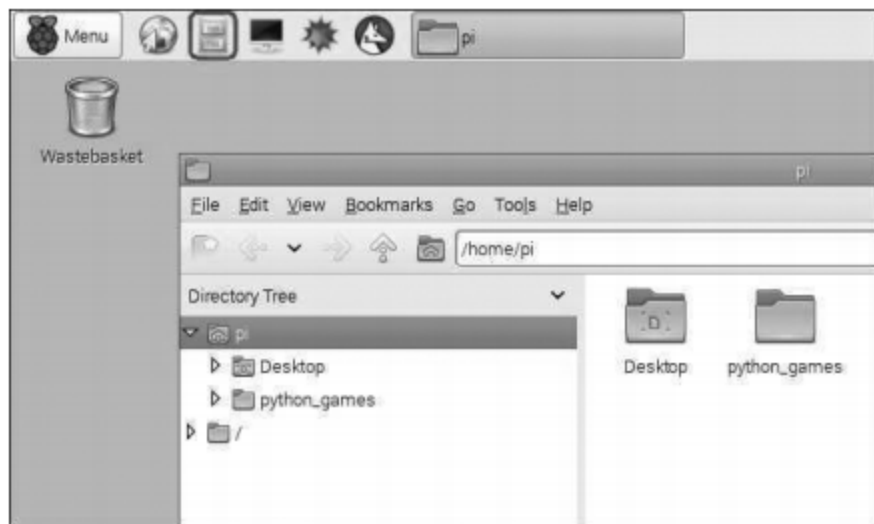 Menu
pi
Wastebasket
pi
File Edit View Bookmarks Go Tools Help
/home/pi
Directory Tree
pi
Desktop
python_games
/
Desktop
python_games